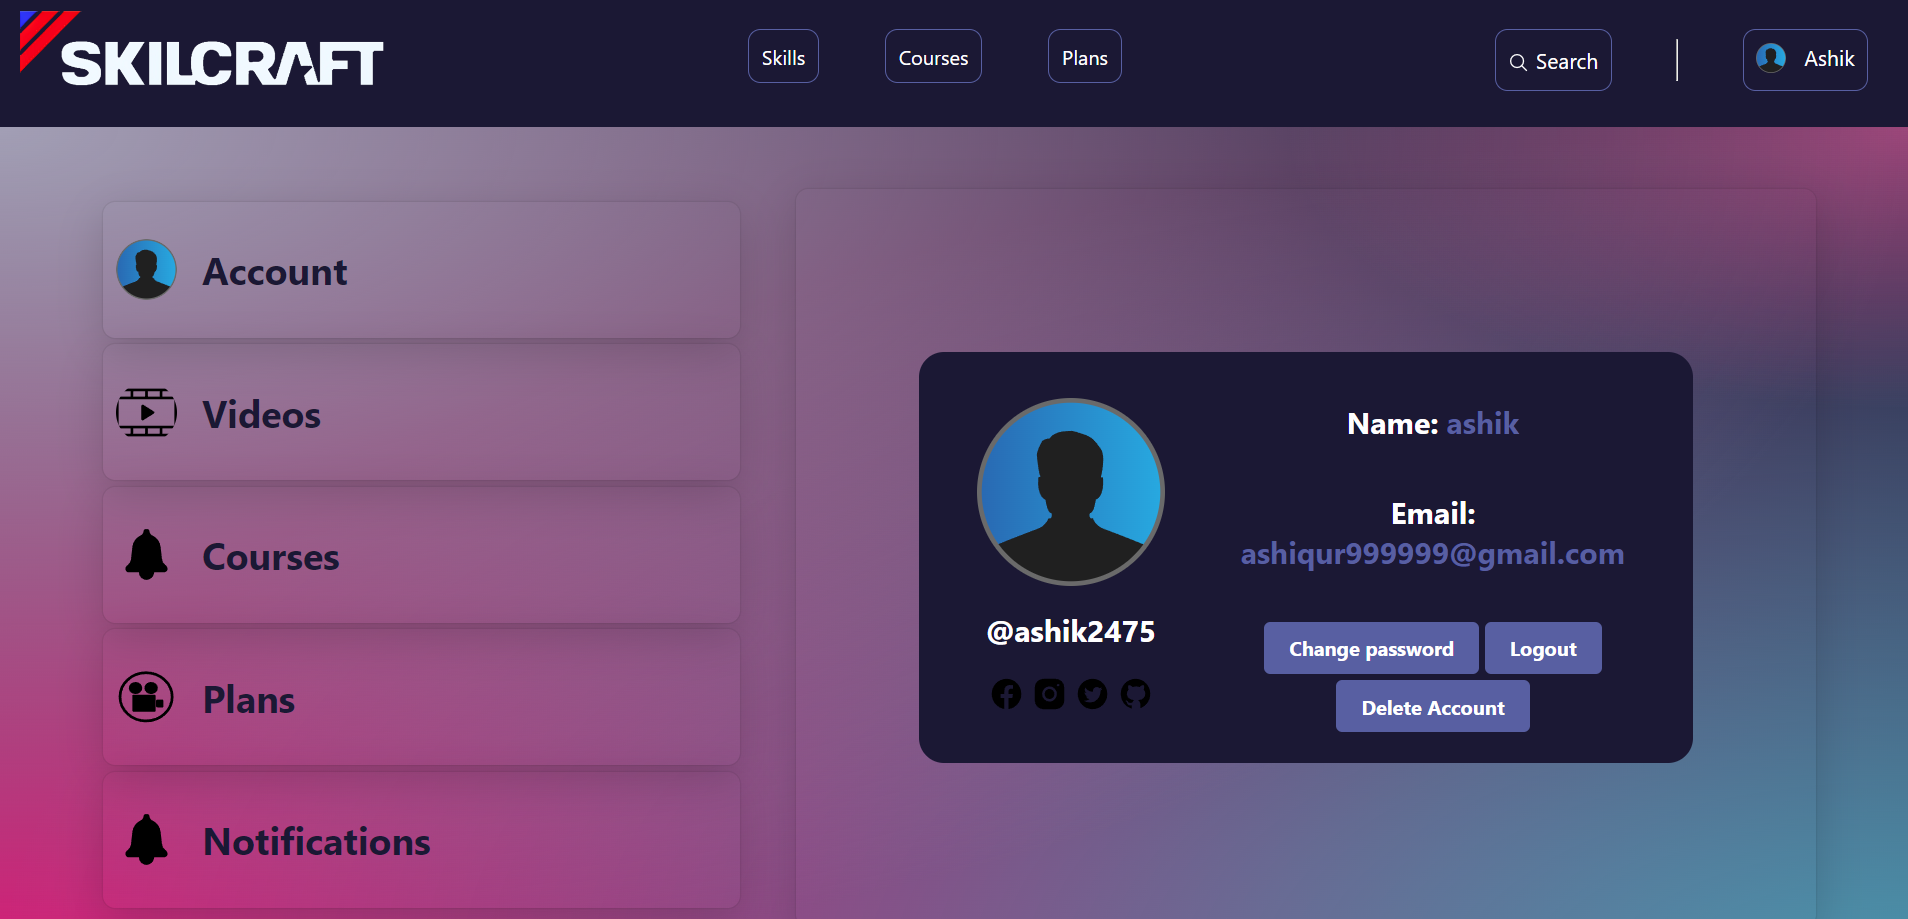 SKILCRAFT
Skills
Courses
Plans
Search
Ashik
Account
Videos
Courses
Plans
Notifications
@ashik2475
Name: ashik
Email:
ashiqur999999@gmail.com
Change password
Logout
Delete Account